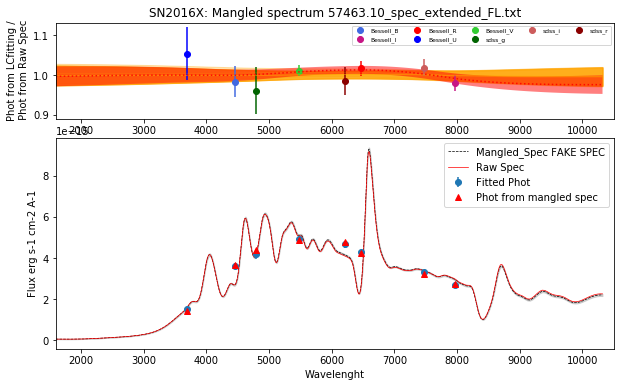 SN2016X: Mangled spectrum 57463.10_spec_extended_FL.txt
Phot from LCfitting /
Phot from Raw Spec
1.1
1.0
0.9
Bessell_B
Bessell_I
Bessell_R
Bessell_U
Bessell_V
sdss_g
sdss_i
sdss_r
2000 3000 4000 5000 6000 7000 8000 9000 10000
Flux erg s-1 cm-2 A-1
8
6
4
2
0
Mangled_Spec FAKE SPEC
Raw Spec
Fitted Phot
Phot from mangled spec
2000 3000 4000 5000 6000 7000 8000 9000 10000
Wavelenght